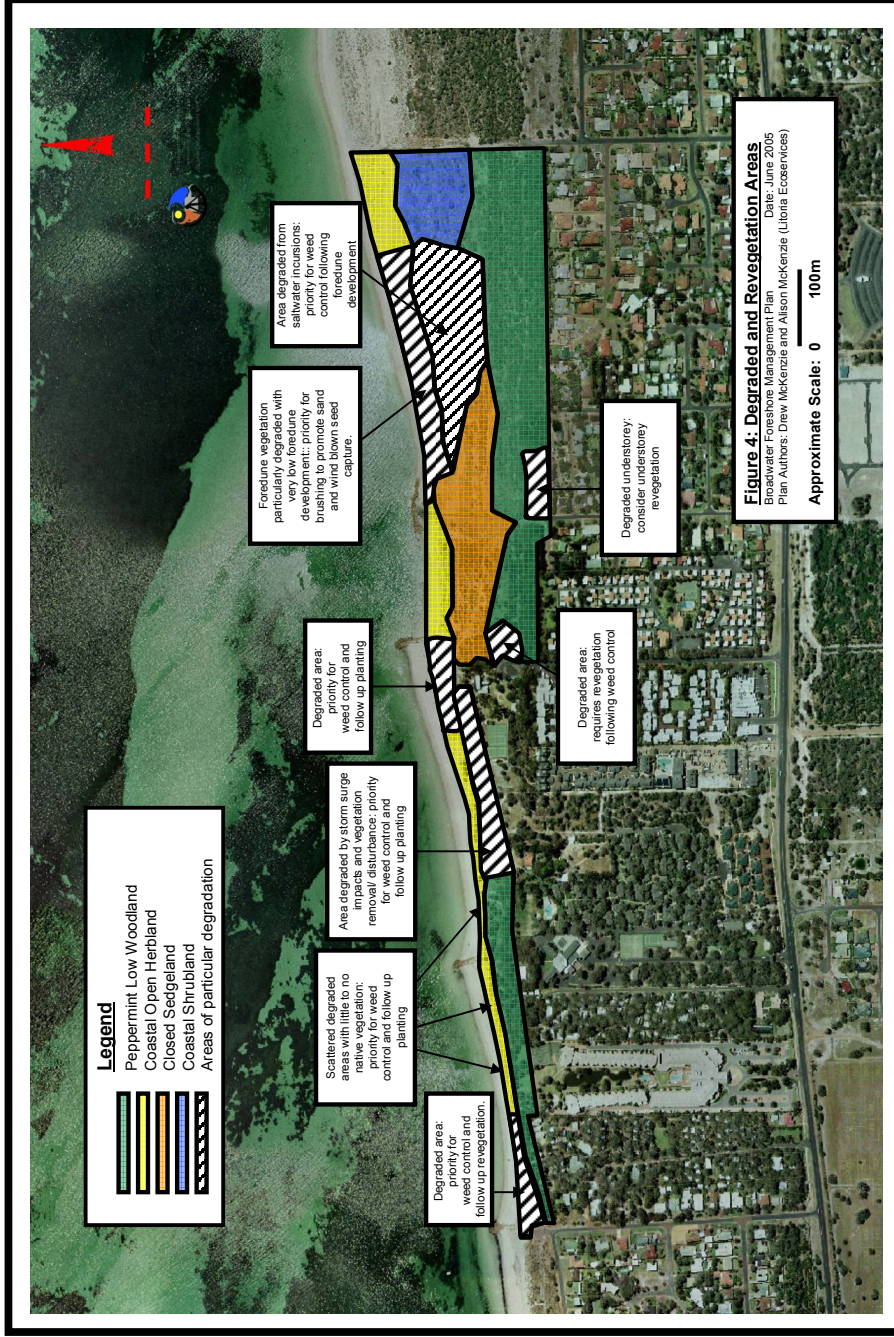 Legend
Peppermint Low Woodland
Coastal Open Herbland
Closed Sedgeland
Coastal Shrubland
Areas of particular degradation
Degraded area:
priority for
weed control and
follow up revegetation.
Scattered degraded
areas with little to no
native vegetation:
priority for weed
control and follow up
planting
Area degraded by storm surge
impacts and vegetation
removal/ disturbance: priority
for weed control and
follow up planting
Degraded area:
priority for
weed control and
follow up planting
Foredune vegetation
particularly degraded with
very low foredune
development:: priority for
brushing to promote sand
and wind blown seed
capture.
Area degraded from
saltwater incursions:
priority for weed
control following
foredune
development
Degraded area:
requires revegetation
following weed control
Degraded understorey:
consider understorey
revegetation
Figure 4: Degraded and Revegetation Areas
Broadwater Foreshore Management Plan Date: June 2005
Plan Authors: Drew McKenzie and Alison McKenzie (Litoria Ecoservices)
Approximate Scale: 0 100m